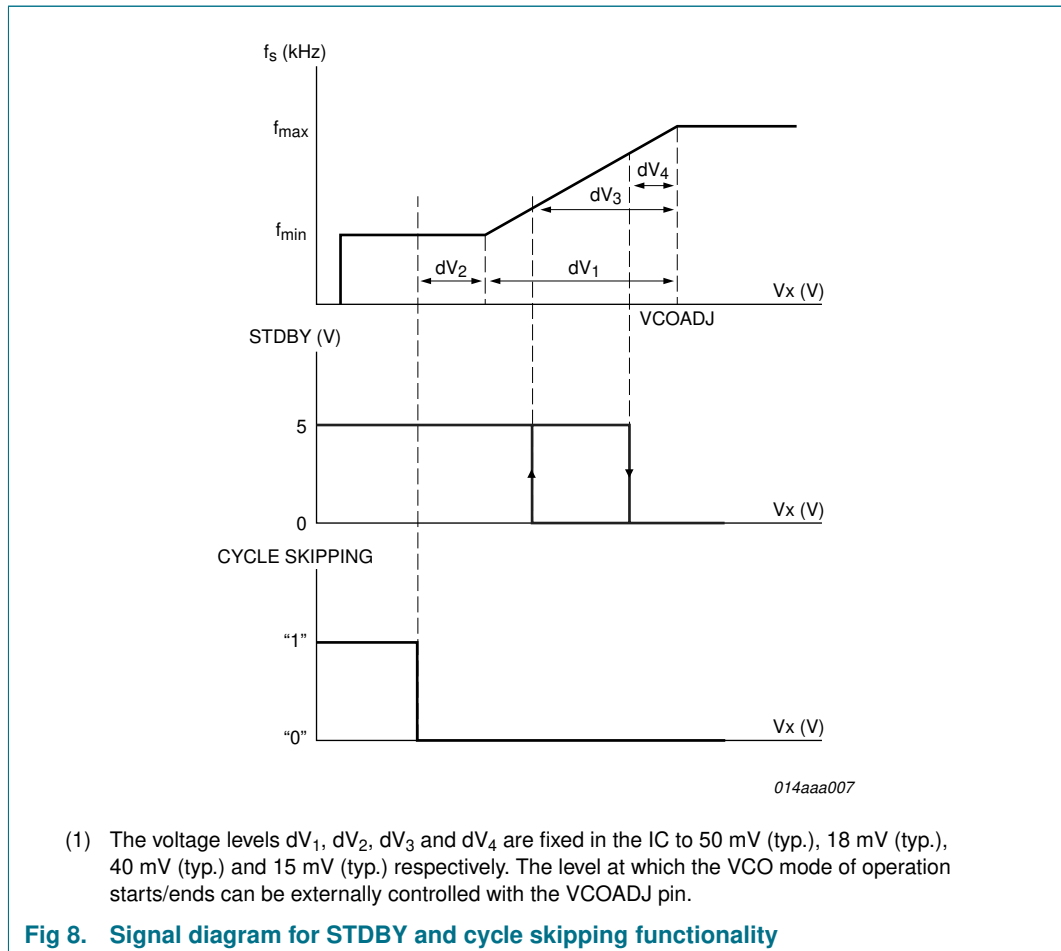 fs (kHz)
fmax
dV4
dV3
fmin
dV2
dV1
Vx (V)
VCOADJ
STDBY (V)
5
0
Vx (V)
CYCLE SKIPPING
“1”
“0”
Vx (V)
014aaa007
(1) The voltage levels dV1, dV2, dV3 and dV4 are fixed in the IC to 50 mV (typ.), 18 mV (typ.),
40 mV (typ.) and 15 mV (typ.) respectively. The level at which the VCO mode of operation
starts/ends can be externally controlled with the VCOADJ pin.
Fig 8. Signal diagram for STDBY and cycle skipping functionality